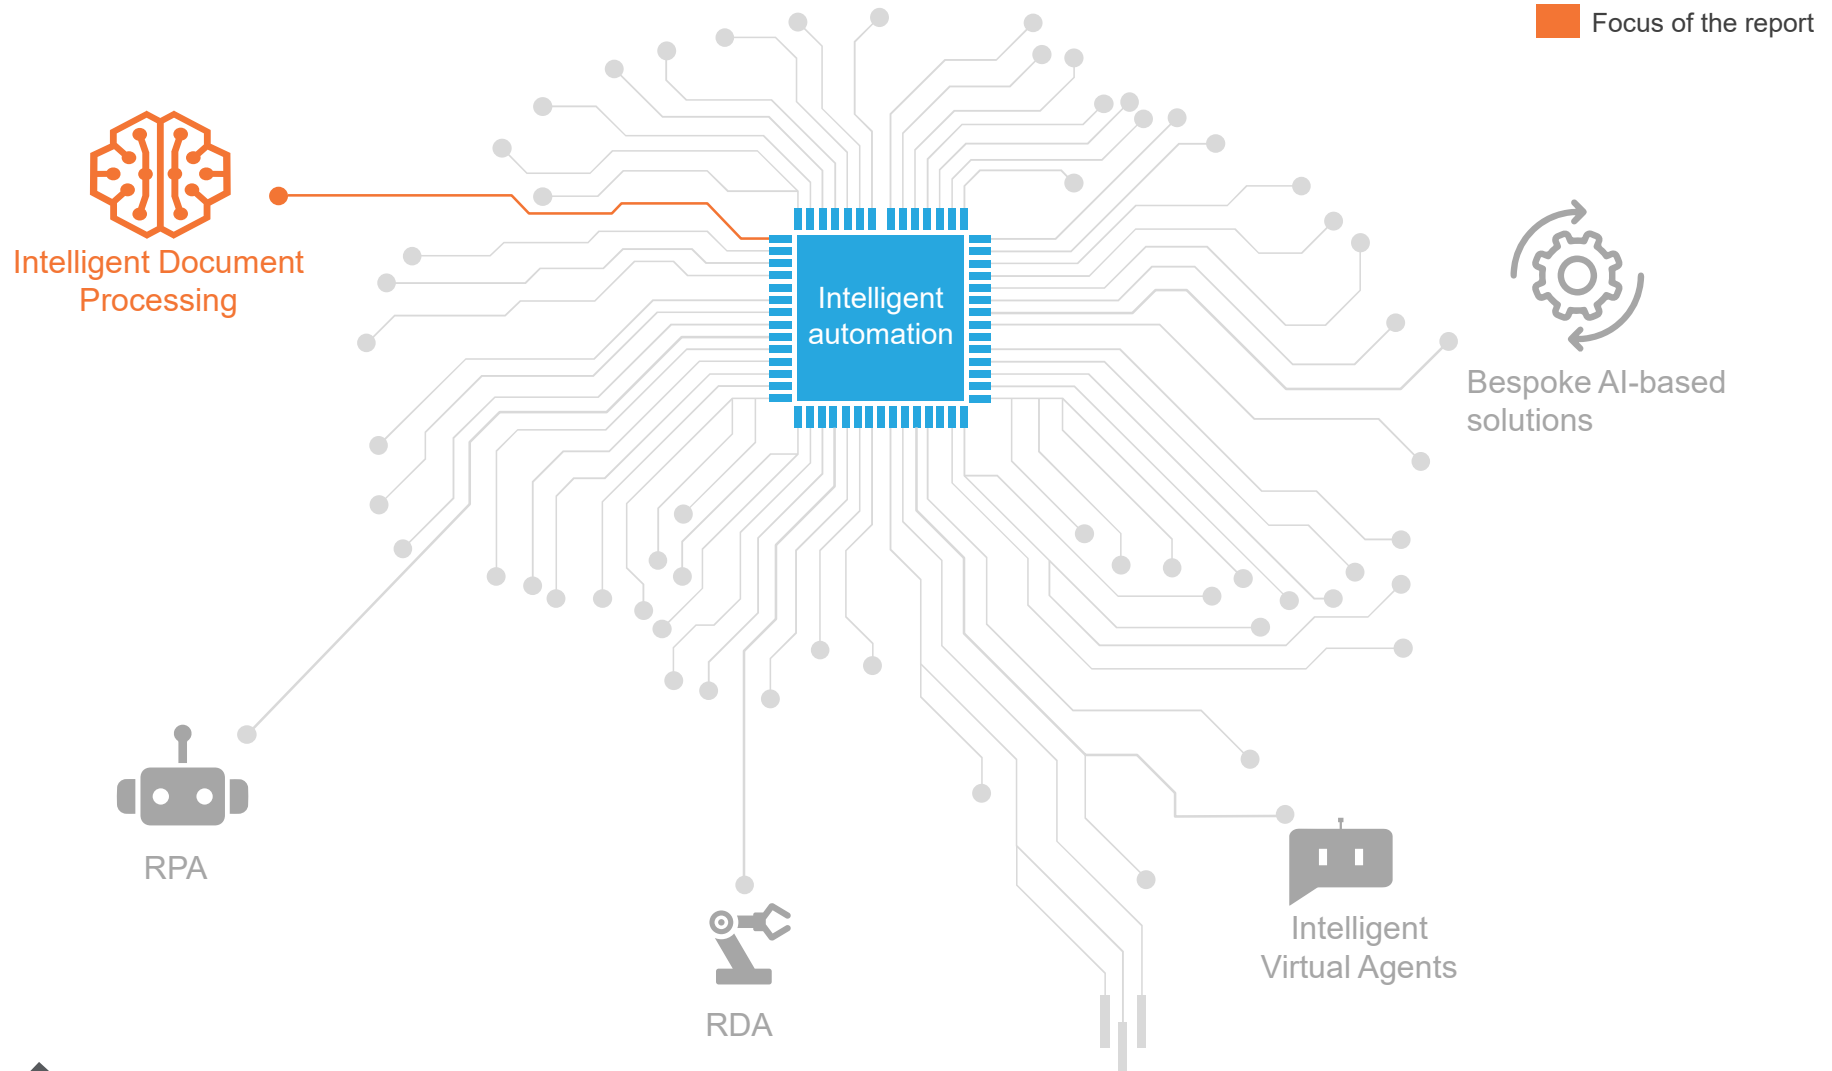 Focus of the report
Intelligent Document
Processing
Intelligent
automation
Bespoke AI-based
solutions
RPA
RDA
Intelligent
Virtual Agents